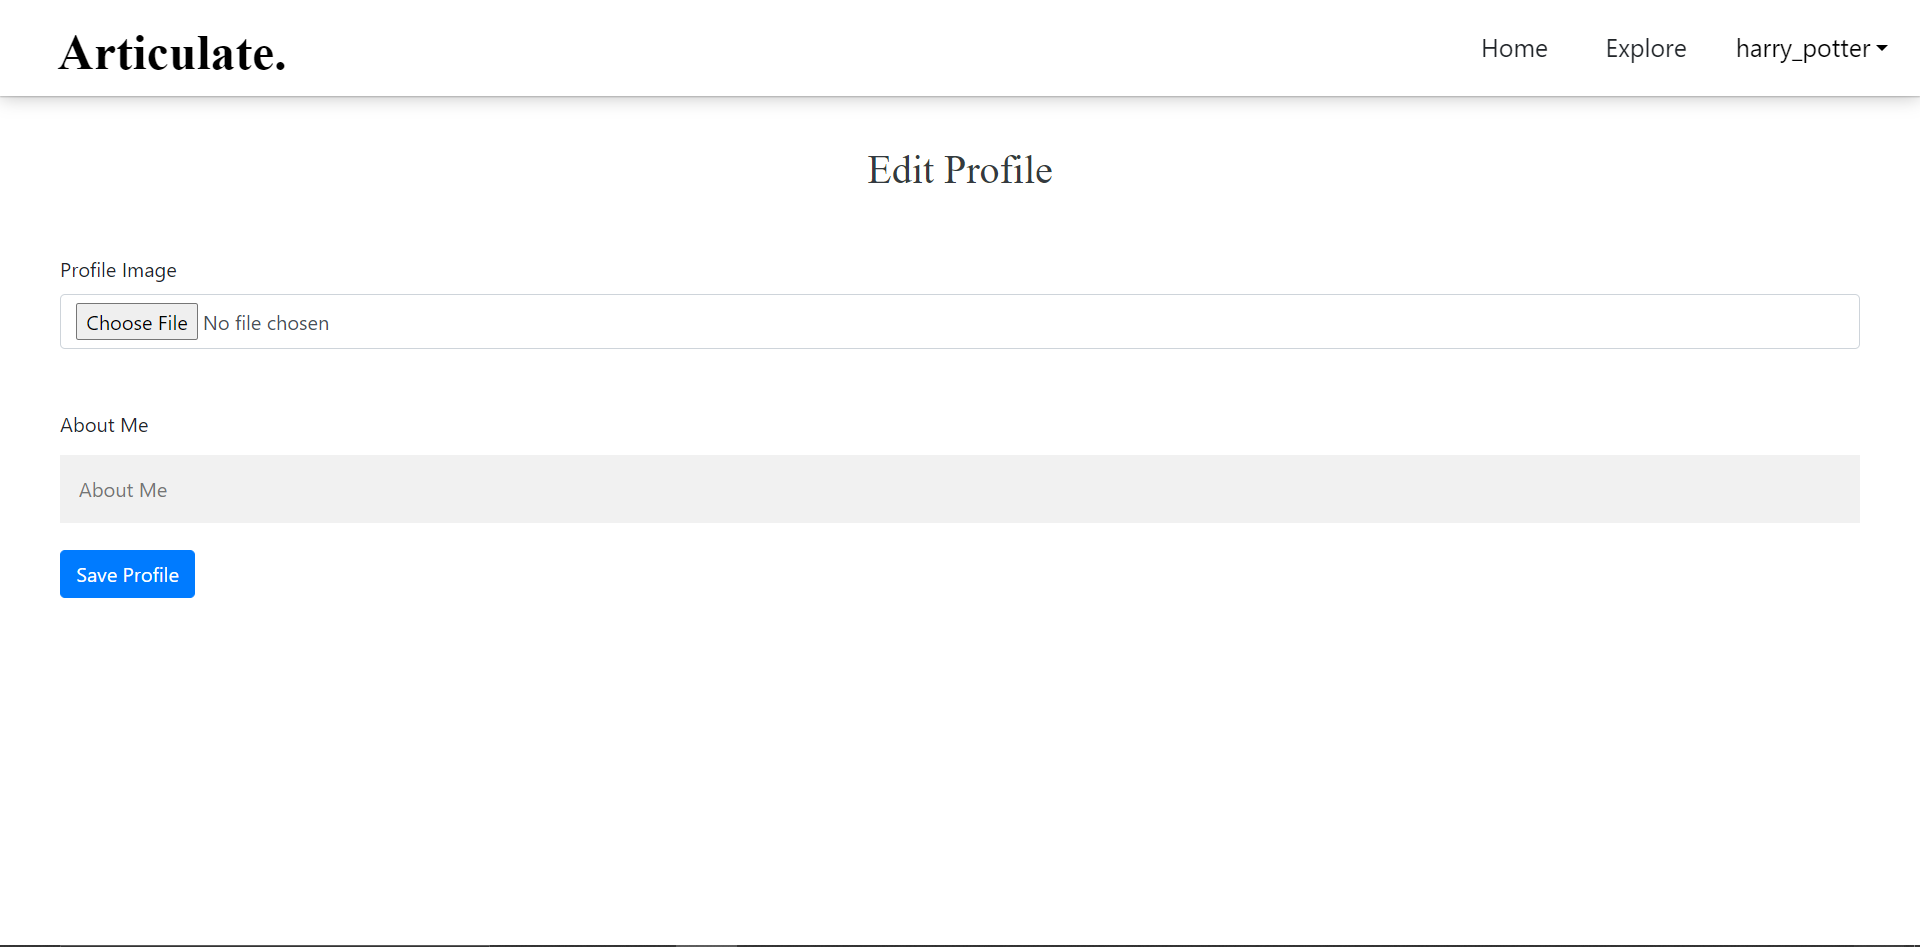 Articulate.
Home Explore harry_potter
Edit Profile
Profile Image
Choose File No file chosen
About Me
About Me
Save Profile